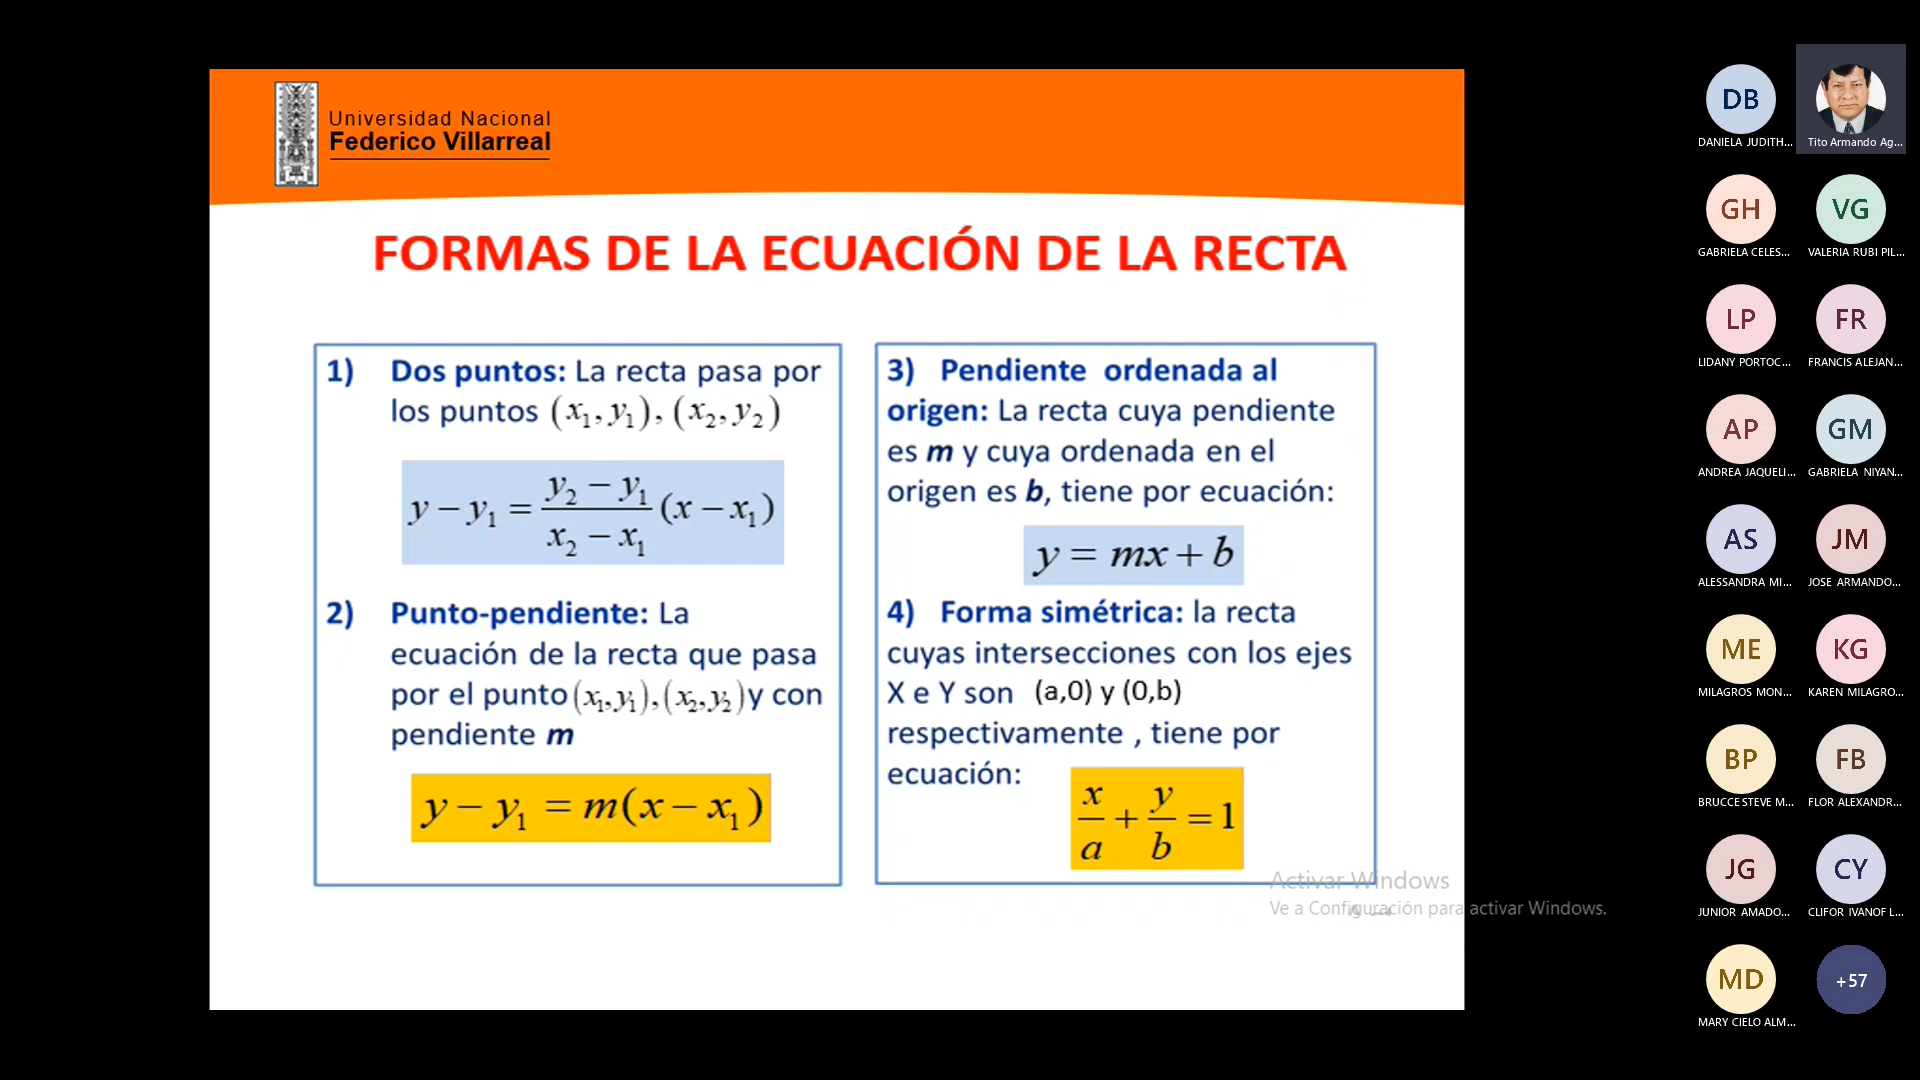 Universidad Nacional
Federico Villarreal
FORMAS DE LA ECUACIÓN DE LA RECTA
1) Dos puntos: La recta pasa por
los puntos (x₁, y₁), (x₂, y₂)
y − y₁ = (y₂ − y₁)/(x₂ − x₁) (x − x₁)
2) Punto-pendiente: La
ecuación de la recta que pasa
por el punto (x₁, y₁), (x₂, y₂) y con
pendiente m
y − y₁ = m(x − x₁)
3) Pendiente ordenada al
origen: La recta cuya pendiente
es m y cuya ordenada en el
origen es b, tiene por ecuación:
y = mx + b
4) Forma simétrica: la recta
cuyas intersecciones con los ejes
X e Y son (a,0) y (0,b)
respectivamente , tiene por
ecuación:
x/a + y/b = 1
Activar Windows
Ve a Configuración para activar Windows.
DB
DANIELA JUDITH...
Tito Armando Ag...
GH
GABRIELA CELES...
VG
VALERIA RUBI PIL...
LP
LIDANY PORTOC...
FR
FRANCIS ALEJAN...
AP
ANDREA JAQUELI...
GM
GABRIELA NIYAN...
AS
ALESSANDRA MI...
JM
JOSE ARMANDO...
ME
MILAGROS MON...
KG
KAREN MILAGRO...
BP
BRUCCE STEVE M...
FB
FLOR ALEXANDR...
JG
JUNIOR AMADO...
CY
CLIFOR IVANOF L...
MD
MARY CIELO ALM...
+57